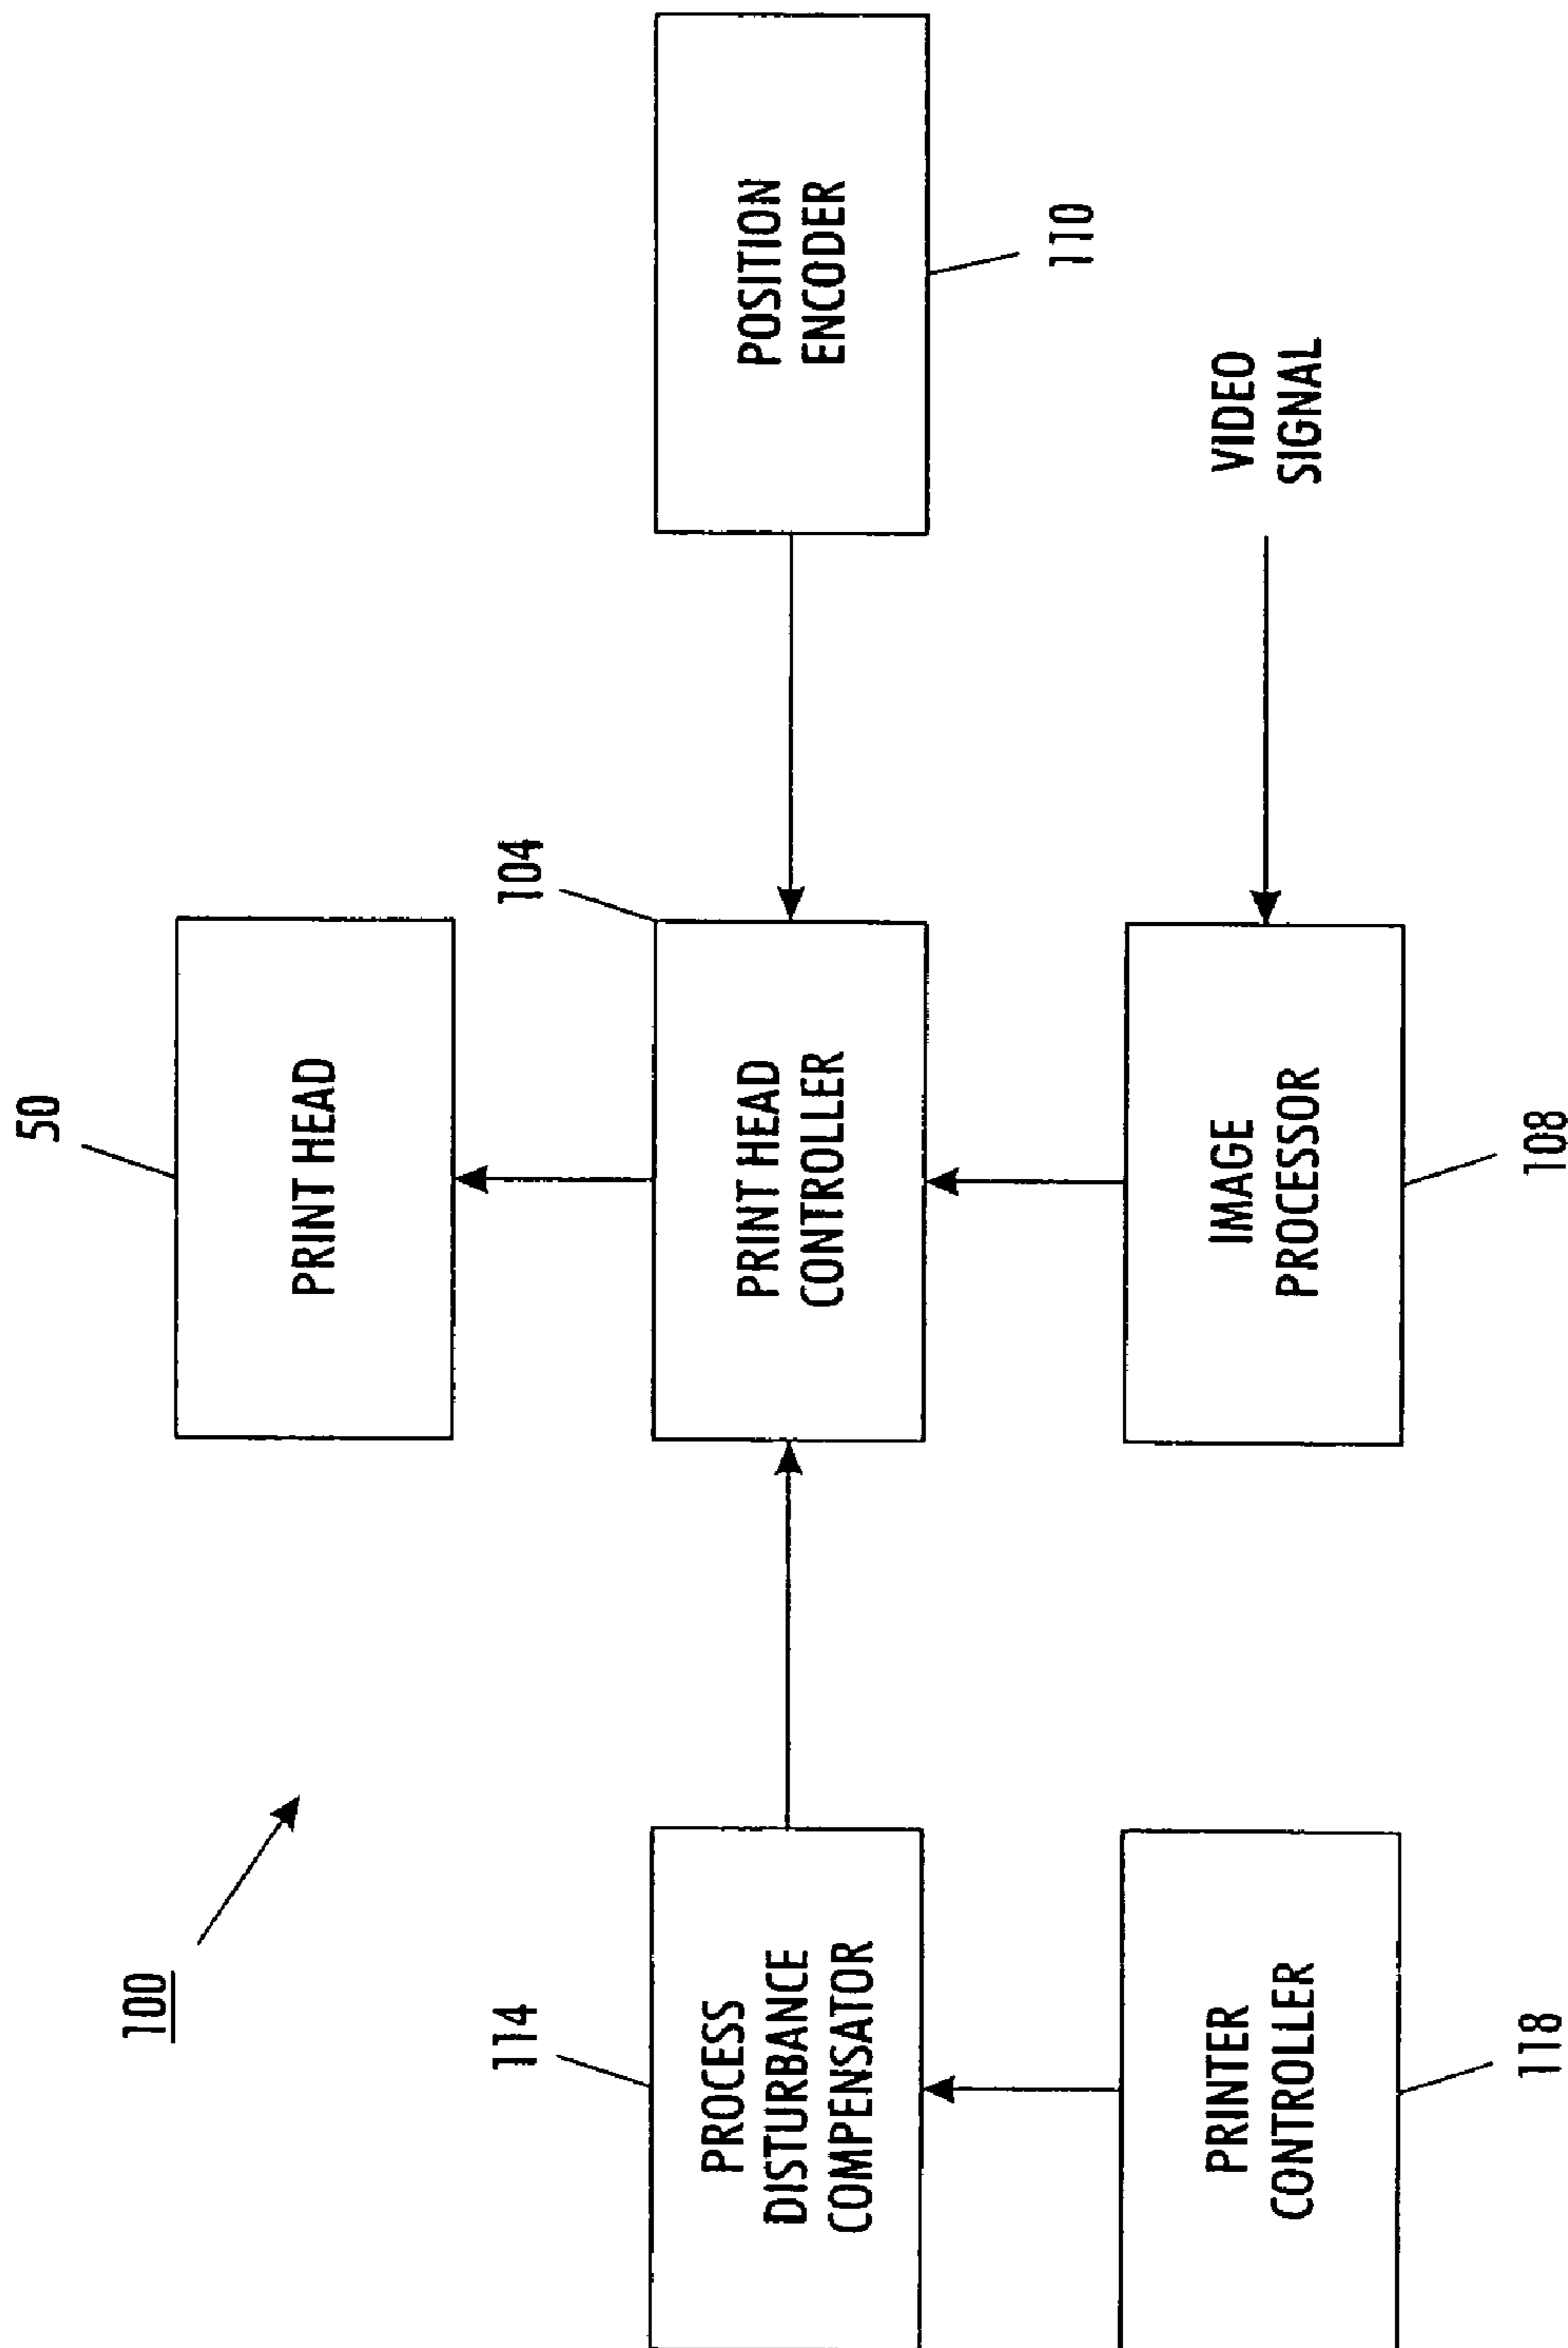 100
50
PRINT HEAD
114
PROCESS
DISTURBANCE
COMPENSATOR
104
PRINT HEAD
CONTROLLER
POSITION
ENCODER
110
PRINTER
CONTROLLER
118
IMAGE
PROCESSOR
108
VIDEO
SIGNAL